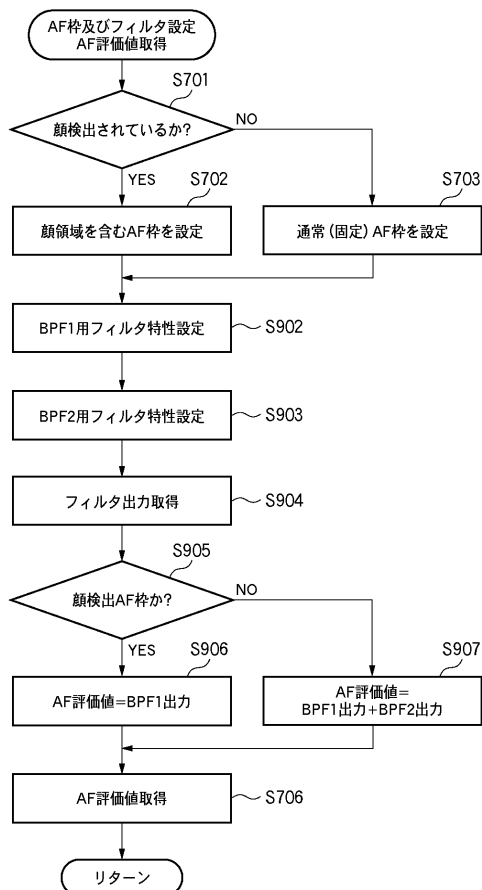 AF枠及びフィルタ設定
AF評価値取得
S701
顔検出されているか?
NO
YES
S702
顔領域を含むAF枠を設定
S703
通常(固定)AF枠を設定
BPF1用フィルタ特性設定
S902
BPF2用フィルタ特性設定
S903
フィルタ出力取得
S904
S905
顔検出AF枠か?
NO
YES
S906
AF評価値=BPF1出力
S907
AF評価値=
BPF1出力+BPF2出力
AF評価値取得
S706
リターン